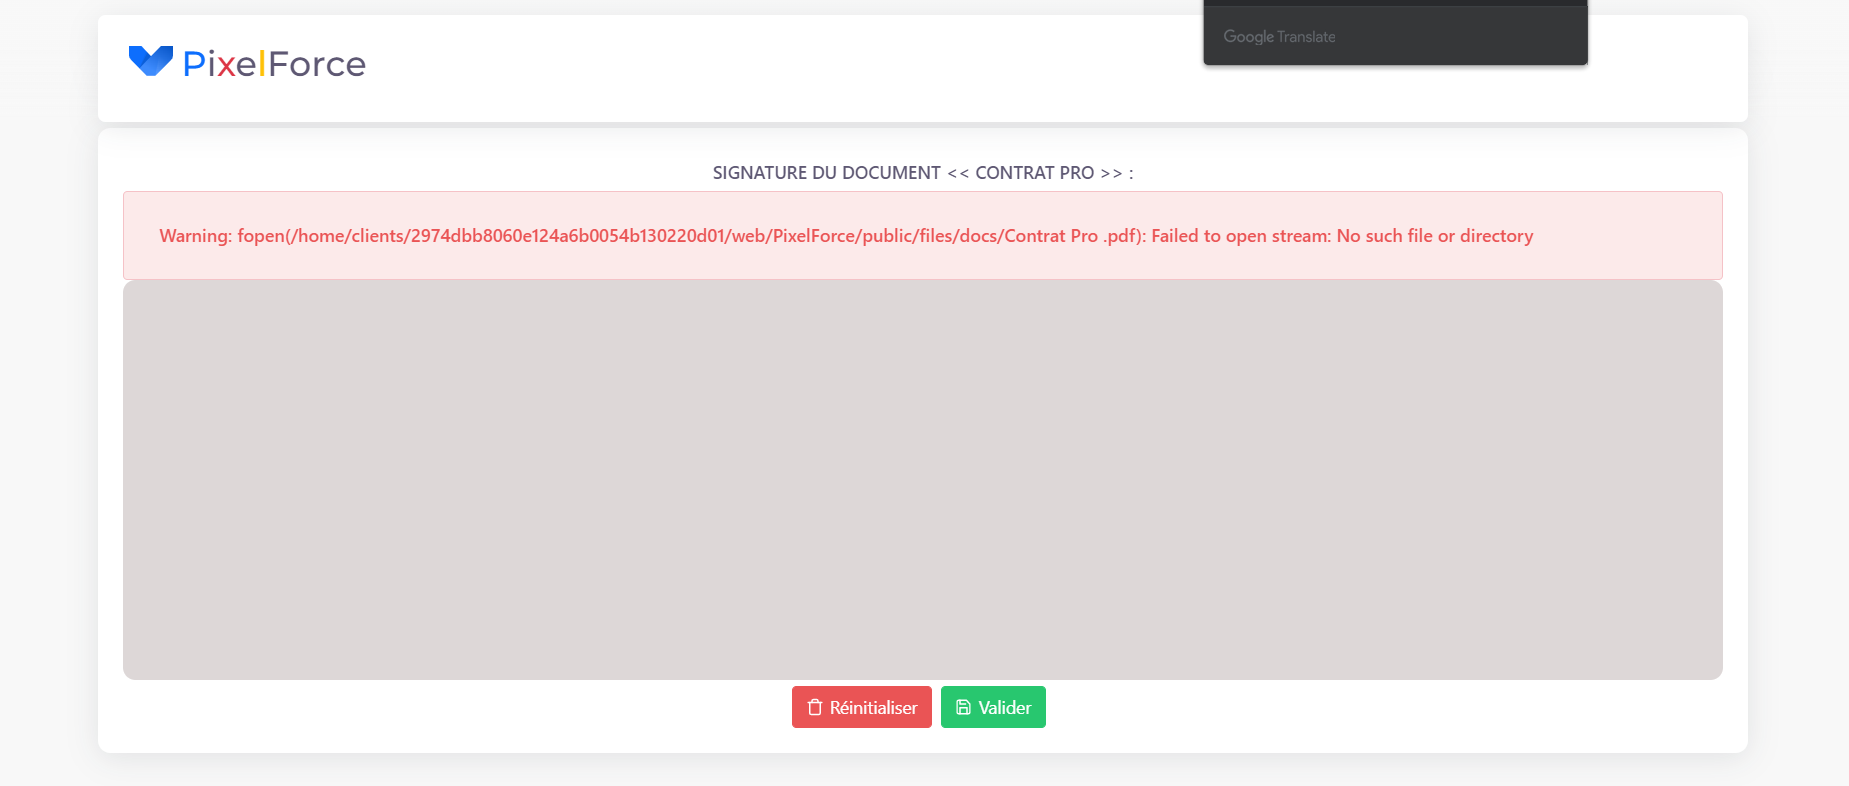 Google Translate
PixelForce
SIGNATURE DU DOCUMENT << CONTRAT PRO >> :
Warning: fopen(/home/clients/2974dbb8060e124a6b0054b130220d01/web/PixelForce/public/files/docs/Contrat Pro .pdf): Failed to open stream: No such file or directory
Réinitialiser
Valider